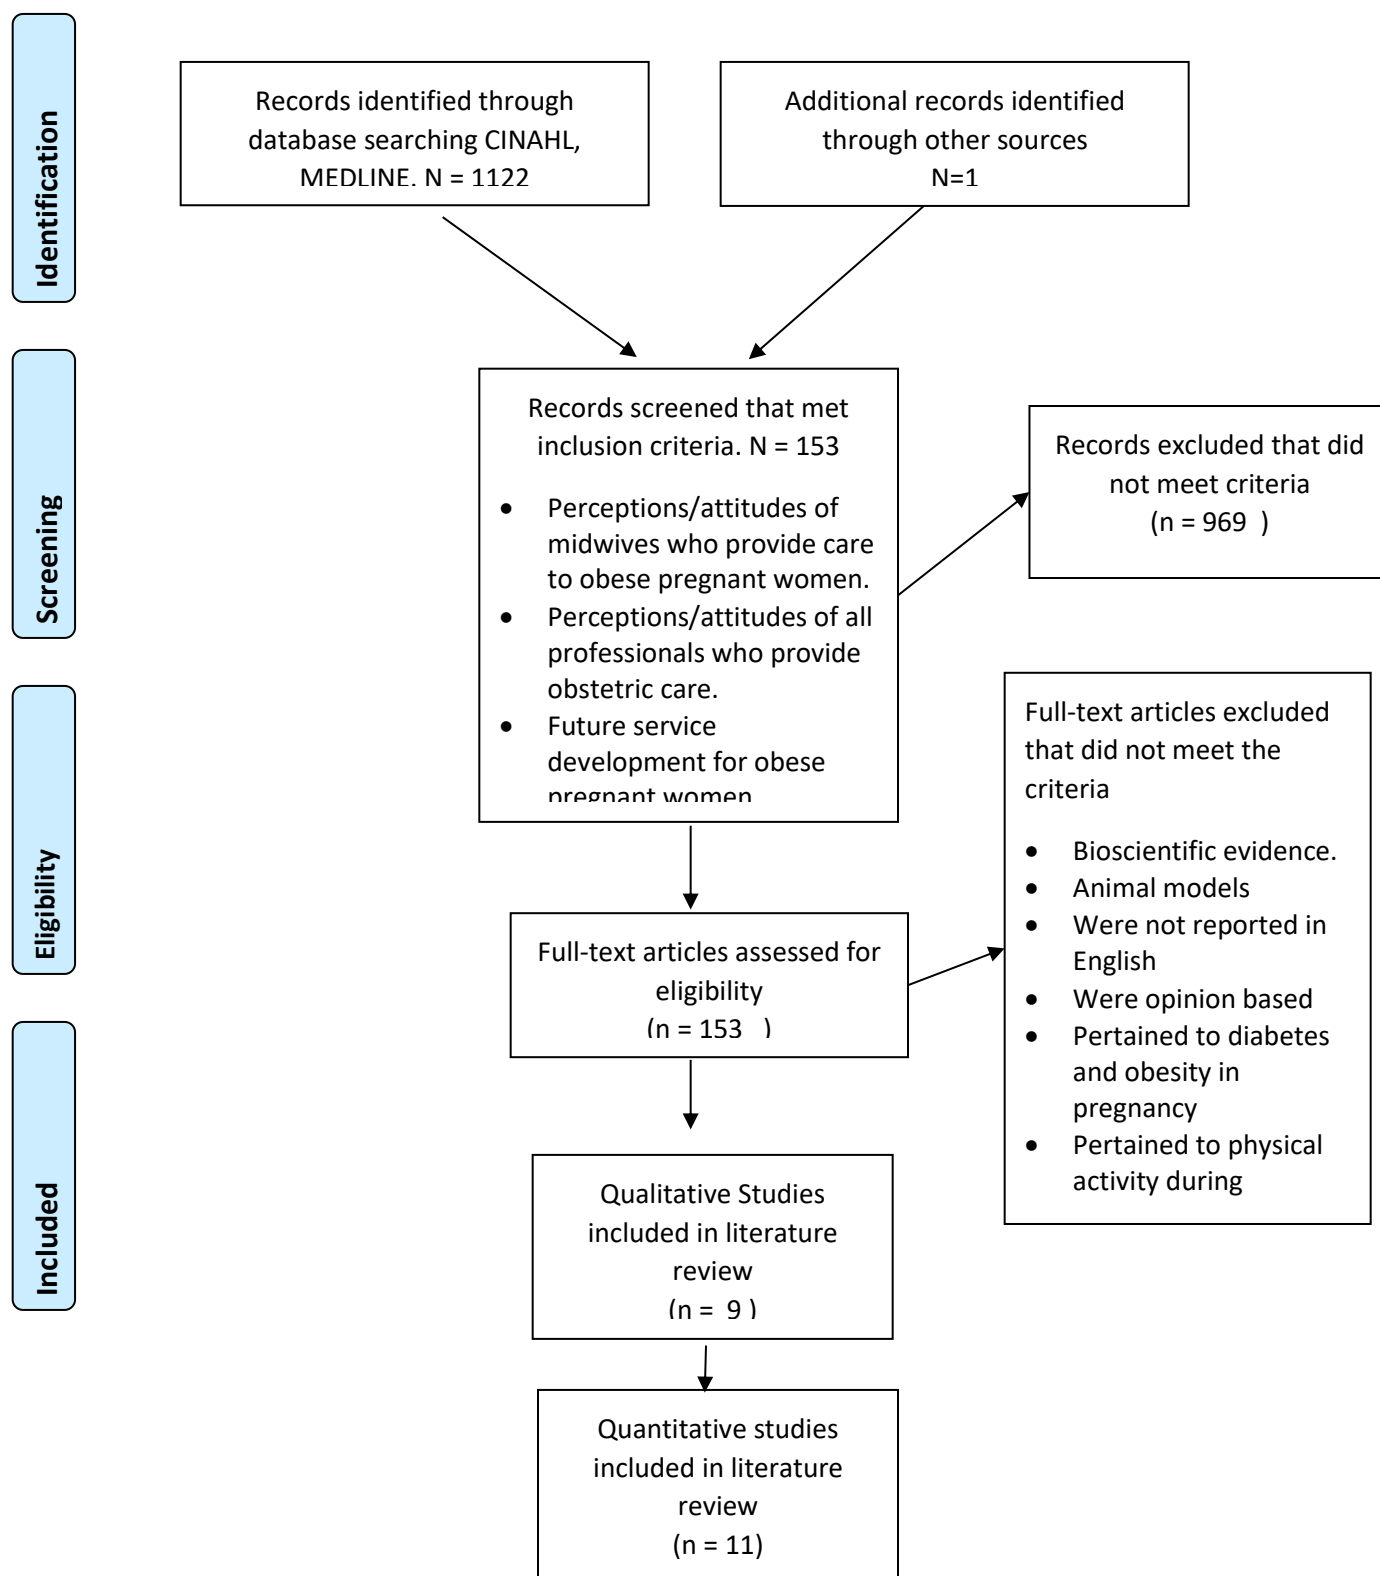 Identification
Records identified through
database searching CINAHL,
MEDLINE. N = 1122
Additional records identified
through other sources
N=1
Screening
Records screened that met
inclusion criteria. N = 153
• Perceptions/attitudes of
midwives who provide care
to obese pregnant women.
• Perceptions/attitudes of all
professionals who provide
obstetric care.
• Future service
development for obese
pregnant women
Records excluded that did
not meet criteria
(n = 969 )
Eligibility
Full-text articles assessed for
eligibility
(n = 153 )
Full-text articles excluded
that did not meet the
criteria
• Bioscientific evidence.
• Animal models
• Were not reported in
English
• Were opinion based
• Pertained to diabetes
and obesity in
pregnancy
• Pertained to physical
activity during
Included
Qualitative Studies
included in literature
review
(n = 9 )
Quantitative studies
included in literature
review
(n = 11)